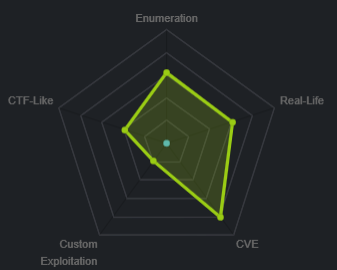 Enumeration
CTF-Like
Real-Life
Custom
Exploitation
CVE